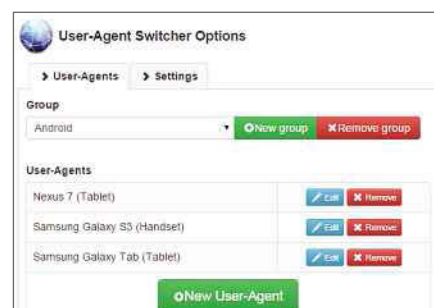 User-Agent Switcher Options
User-Agents Settings
Group
Android New group Remove group
User-Agents
Nexus 7 (Tablet) Edit Remove
Samsung Galaxy S3 (Handset) Edit Remove
Samsung Galaxy Tab (Tablet) Edit Remove
New User-Agent